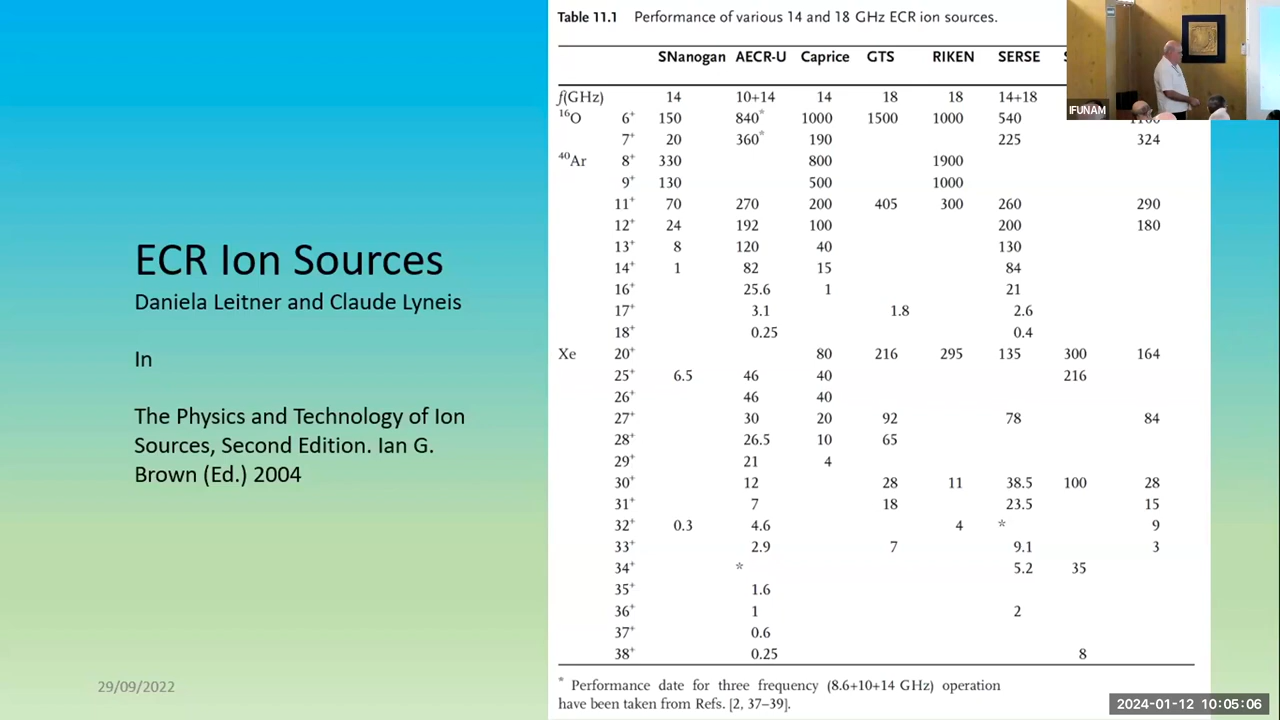 ECR Ion Sources
Daniela Leitner and Claude Lyneis
In
The Physics and Technology of Ion
Sources, Second Edition. Ian G.
Brown (Ed.) 2004
29/09/2022
Table 11.1 Performance of various 14 and 18 GHz ECR ion sources.
SNanogan AECR-U Caprice GTS RIKEN SERSE
f(GHz) 14 10+14 14 18 18 14+18
¹⁶O 6⁺ 150 840* 1000 1500 1000 540
7⁺ 20 360* 190 225 324
⁴⁰Ar 8⁺ 330 800 1900
9⁺ 130 500 1000
11⁺ 70 270 200 405 300 260 290
12⁺ 24 192 100 200 180
13⁺ 8 120 40 130
14⁺ 1 82 15 84
16⁺ 25.6 1 21
17⁺ 3.1 1.8 2.6
18⁺ 0.25 0.4
Xe 20⁺ 80 216 295 135 300 164
25⁺ 6.5 46 40 216
26⁺ 46 40
27⁺ 30 20 92 78 84
28⁺ 26.5 10 65
29⁺ 21 4
30⁺ 12 28 11 38.5 100 28
31⁺ 7 18 23.5 15
32⁺ 0.3 4.6 4 * 9
33⁺ 2.9 7 9.1 3
34⁺ * 5.2 35
35⁺ 1.6
36⁺ 1 2
37⁺ 0.6
38⁺ 0.25 8
* Performance date for three frequency (8.6+10+14 GHz) operation
have been taken from Refs. [2, 37–39].
IFUNAM
2024-01-12 10:05:06